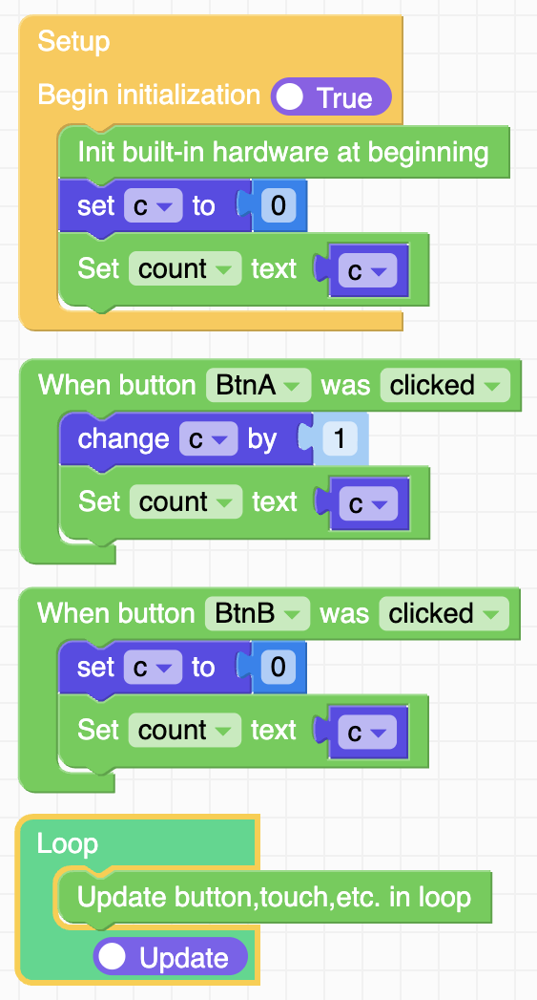 Setup
Begin initialization True
Init built-in hardware at beginning
set c to 0
Set count text c
When button BtnA was clicked
change c by 1
Set count text c
When button BtnB was clicked
set c to 0
Set count text c
Loop
Update button,touch,etc. in loop
Update